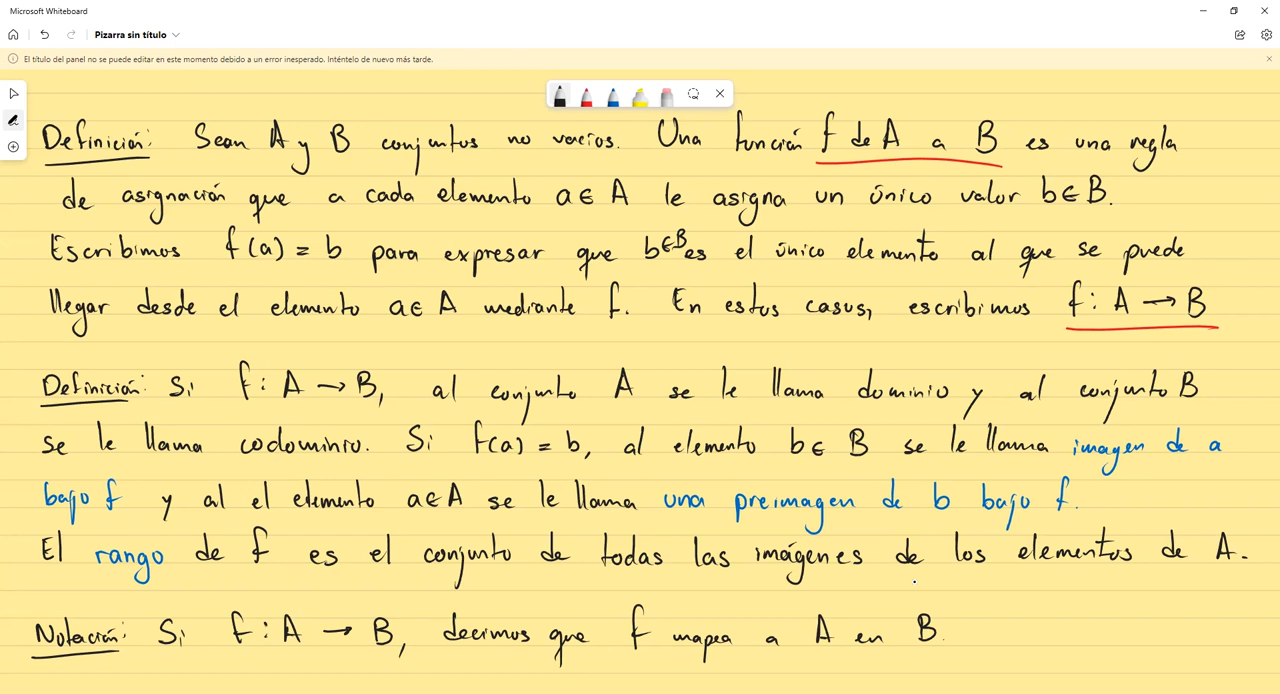 Microsoft Whiteboard
Pizarra sin título
El título del panel no se puede editar en este momento debido a un error inesperado. Inténtelo de nuevo más tarde.
Definición: Sean A y B conjuntos no vacíos. Una función f de A a B es una regla
de asignación que a cada elemento a ∈ A le asigna un único valor b ∈ B.
Escribimos f(a) = b para expresar que b ∈ B es el único elemento al que se puede
llegar desde el elemento a ∈ A mediante f. En estos casos, escribimos f : A → B
Definición: Si f : A → B, al conjunto A se le llama dominio y al conjunto B
se le llama codominio. Si f(a) = b, al elemento b ∈ B se le llama imagen de a
bajo f y al el elemento a ∈ A se le llama una preimagen de b bajo f.
El rango de f es el conjunto de todas las imágenes de los elementos de A.
Notación: Si f : A → B, decimos que f mapea a A en B.